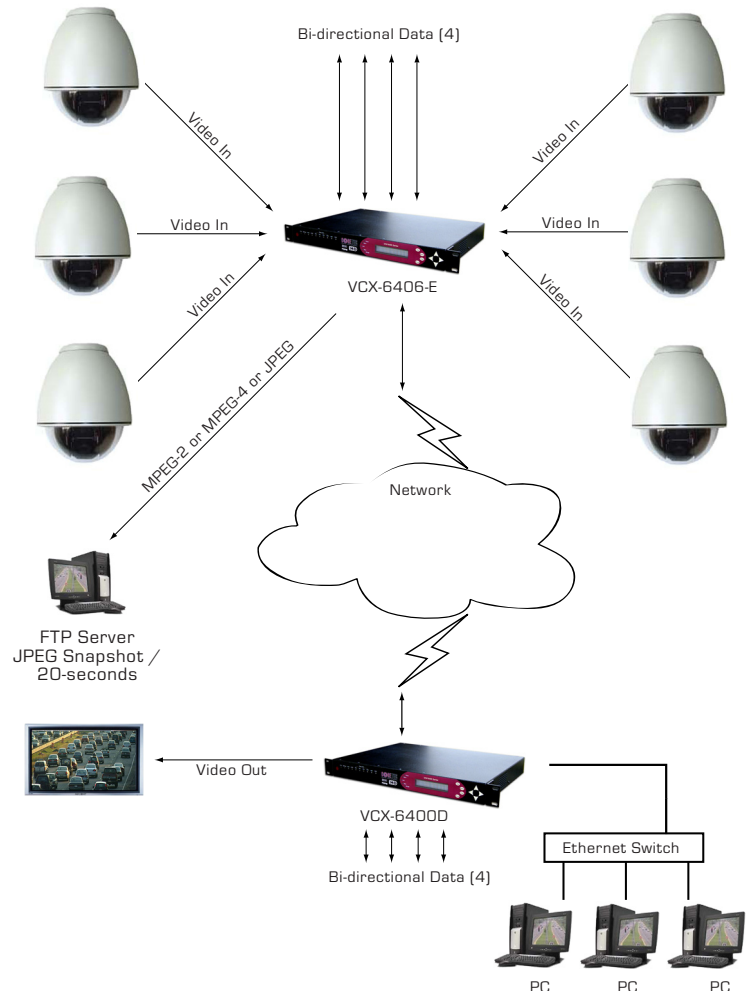 Bi-directional Data (4)
Video In
Video In
Video In
Video In
Video In
Video In
VCX-6406-E
MPEG-2 or MPEG-4 or JPEG
Network
FTP Server
JPEG Snapshot /
20-seconds
Video Out
VCX-6400D
Ethernet Switch
Bi-directional Data (4)
PC
PC
PC